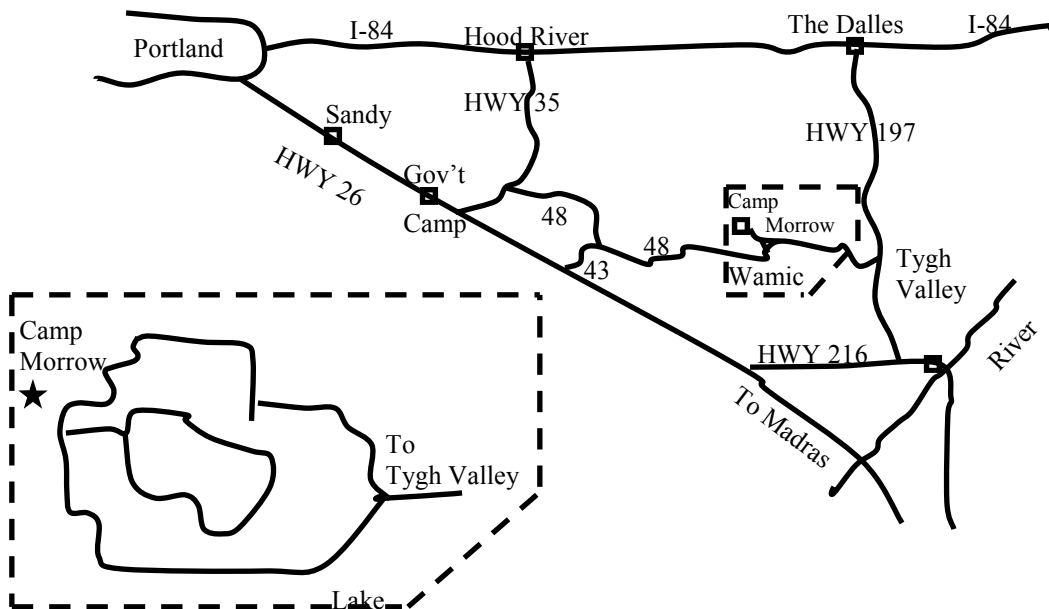 I-84
The Dalles
I-84
Portland
Hood River
HWY 35
Sandy
HWY 197
HWY 26
Gov't
Camp
48
Camp
Morrow
48
43
Wamic
Tygh
Valley
Camp
Morrow
HWY 216
River
To Madras
To
Tygh Valley
Lake